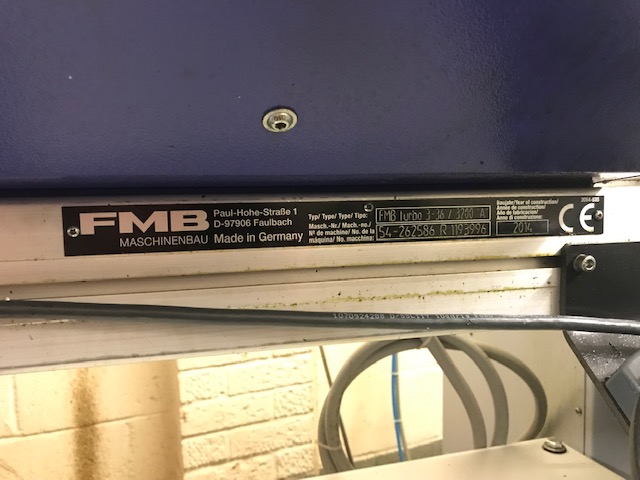 FMB
MASCHINENBAU
Paul-Hohe-Straße 1
D-97906 Faulbach
Made in Germany
Typ/ Type/ Type/ Tipo:
FMB Turbo 3-36 / 3200 A
Masch.-Nr./ Mach.-no./
Nº de machine/ No. de la
máquina/ No. macchina:
54-262586 R 1193996
Baujahr/Year of construction/
Année de construction/
Año de fabricación/
Anno di construzione
2014
CE